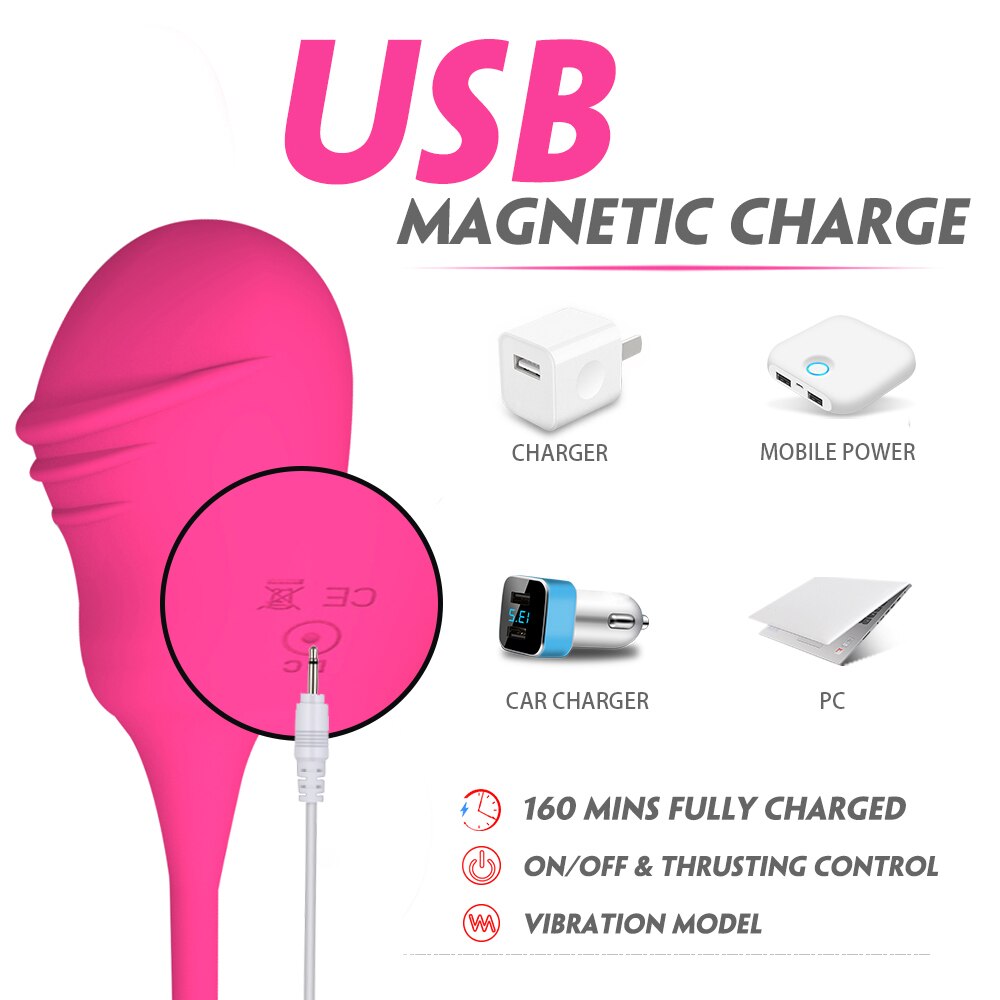 USB
MAGNETIC CHARGE
CHARGER
MOBILE POWER
CE
CAR CHARGER
PC
160 MINS FULLY CHARGED
ON/OFF & THRUSTING CONTROL
VIBRATION MODEL